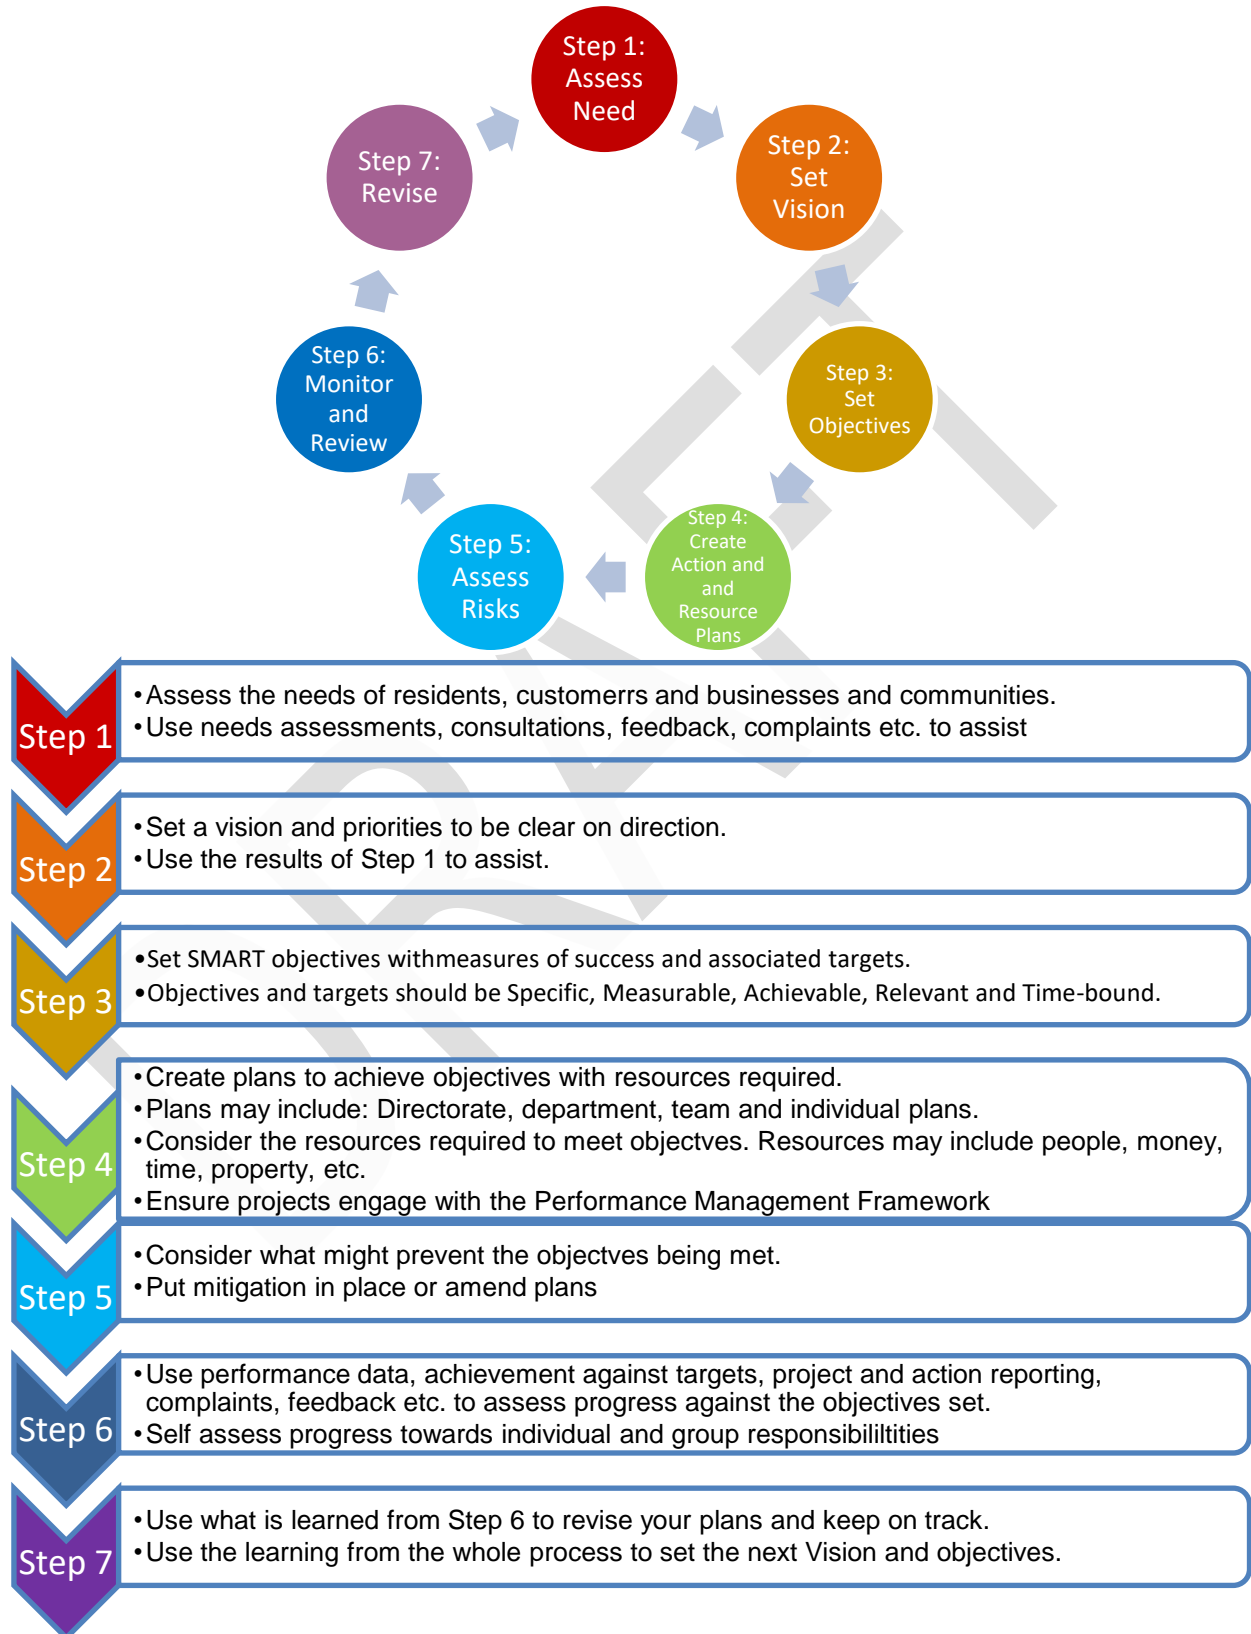 Step 1:
Assess
Need
Step 2:
Set
Vision
Step 3:
Set
Objectives
Step 4:
Create
Action and
and
Resource
Plans
Step 5:
Assess
Risks
Step 6:
Monitor
and
Review
Step 7:
Revise
DRAFT
Step 1
•Assess the needs of residents, customerrs and businesses and communities.
•Use needs assessments, consultations, feedback, complaints etc. to assist
Step 2
•Set a vision and priorities to be clear on direction.
•Use the results of Step 1 to assist.
Step 3
•Set SMART objectives withmeasures of success and associated targets.
•Objectives and targets should be Specific, Measurable, Achievable, Relevant and Time-bound.
Step 4
•Create plans to achieve objectives with resources required.
•Plans may include: Directorate, department, team and individual plans.
•Consider the resources required to meet objectves. Resources may include people, money,
time, property, etc.
•Ensure projects engage with the Performance Management Framework
Step 5
•Consider what might prevent the objectves being met.
•Put mitigation in place or amend plans
Step 6
•Use performance data, achievement against targets, project and action reporting,
complaints, feedback etc. to assess progress against the objectives set.
•Self assess progress towards individual and group responsibililtities
Step 7
•Use what is learned from Step 6 to revise your plans and keep on track.
•Use the learning from the whole process to set the next Vision and objectives.